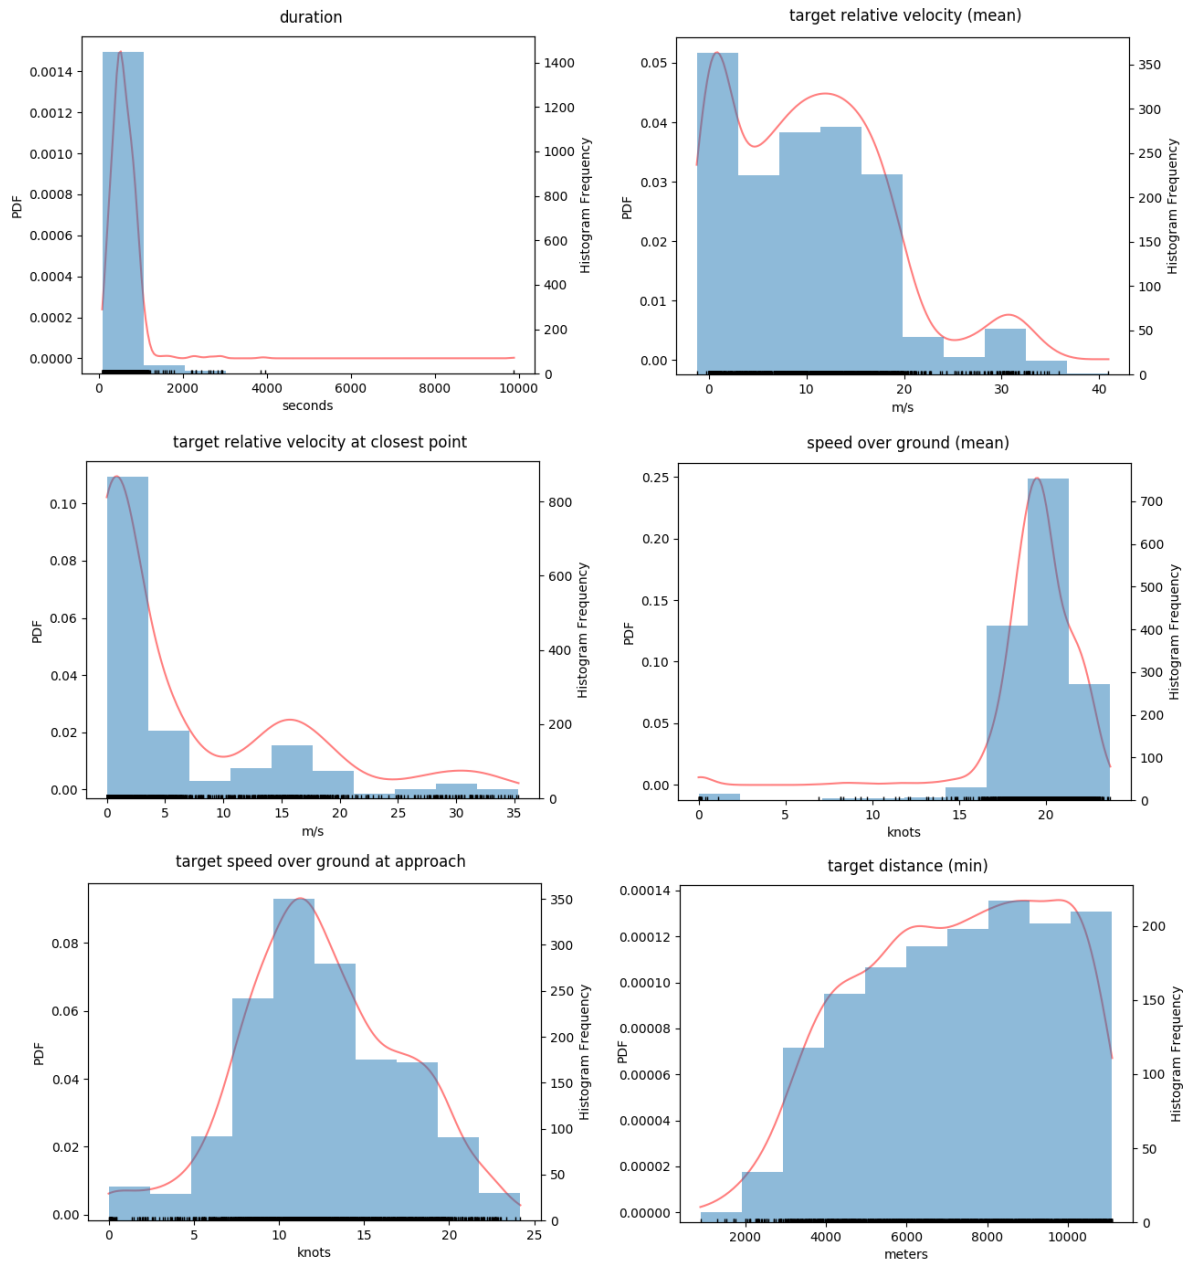 duration
0.0014
0.0012
0.0010
0.0008
0.0006
0.0004
0.0002
0.0000
PDF
1400
1200
1000
800
600
400
200
0
Histogram Frequency
0 2000 4000 6000 8000 10000
seconds
target relative velocity (mean)
0.05
0.04
0.03
0.02
0.01
0.00
PDF
350
300
250
200
150
100
50
0
Histogram Frequency
0 10 20 30 40
m/s
target relative velocity at closest point
0.10
0.08
0.06
0.04
0.02
0.00
PDF
800
600
400
200
0
Histogram Frequency
0 5 10 15 20 25 30 35
m/s
speed over ground (mean)
0.25
0.20
0.15
0.10
0.05
0.00
PDF
700
600
500
400
300
200
100
0
Histogram Frequency
0 5 10 15 20
knots
target speed over ground at approach
0.08
0.06
0.04
0.02
0.00
PDF
350
300
250
200
150
100
50
0
Histogram Frequency
0 5 10 15 20 25
knots
target distance (min)
0.00014
0.00012
0.00010
0.00008
0.00006
0.00004
0.00002
0.00000
PDF
200
150
100
50
0
Histogram Frequency
2000 4000 6000 8000 10000
meters